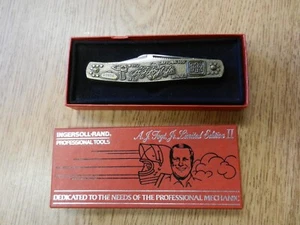 INGERSOLL-RAND
PROFESSIONAL TOOLS
A.J. Foyt Jr. Limited Edition II
DEDICATED TO THE NEEDS OF THE PROFESSIONAL MECHANIC